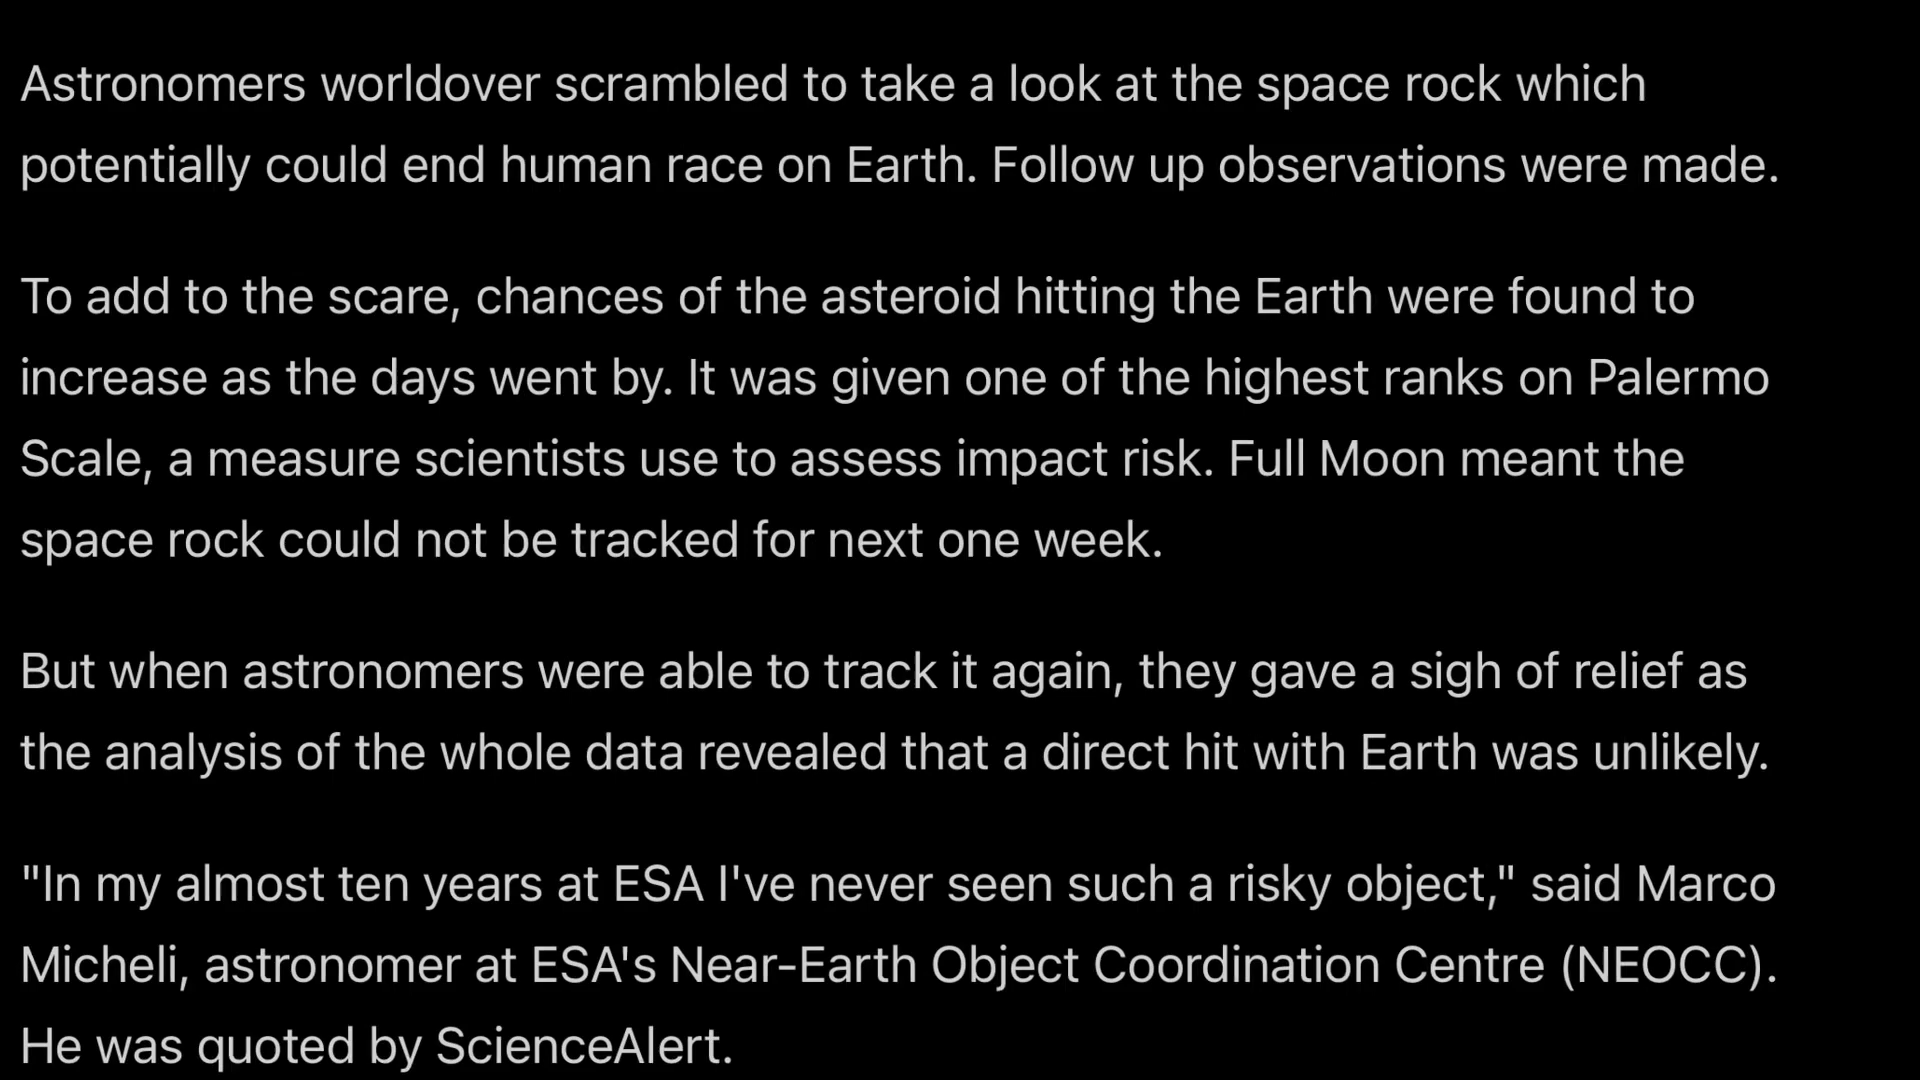 Astronomers worldover scrambled to take a look at the space rock which
potentially could end human race on Earth. Follow up observations were made.
To add to the scare, chances of the asteroid hitting the Earth were found to
increase as the days went by. It was given one of the highest ranks on Palermo
Scale, a measure scientists use to assess impact risk. Full Moon meant the
space rock could not be tracked for next one week.
But when astronomers were able to track it again, they gave a sigh of relief as
the analysis of the whole data revealed that a direct hit with Earth was unlikely.
"In my almost ten years at ESA I've never seen such a risky object," said Marco
Micheli, astronomer at ESA's Near-Earth Object Coordination Centre (NEOCC).
He was quoted by ScienceAlert.